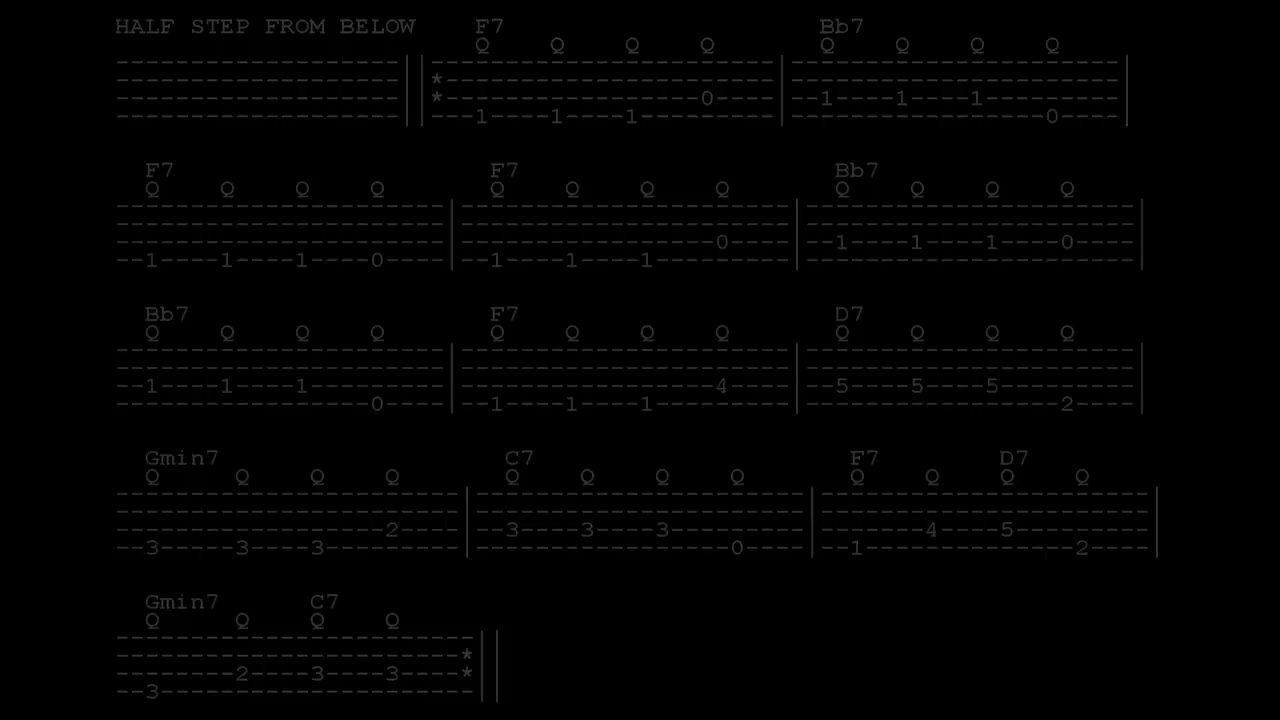 HALF STEP FROM BELOW    F7                     Bb7
                        Q    Q    Q    Q       Q    Q    Q    Q
-------------------||---------------------|----------------------|
-------------------||*--------------------|----------------------|
-------------------||*-----------------0----|--1----1----1---------|
-------------------||---1----1----1---------|-----------------0----|
  F7                     F7                     Bb7
  Q    Q    Q    Q       Q    Q    Q    Q       Q    Q    Q    Q
----------------------|----------------------|----------------------|
----------------------|----------------------|----------------------|
----------------------|-----------------0----|--1----1----1----0----|
--1----1----1----0----|--1----1----1---------|----------------------|
  Bb7                    F7                     D7
  Q    Q    Q    Q       Q    Q    Q    Q       Q    Q    Q    Q
----------------------|----------------------|----------------------|
----------------------|----------------------|----------------------|
--1----1----1---------|-----------------4----|--5----5----5---------|
-----------------0----|--1----1----1---------|-----------------2----|
  Gmin7                   C7                     F7        D7
  Q     Q    Q    Q       Q    Q    Q    Q       Q    Q    Q    Q
-----------------------|----------------------|----------------------|
-----------------------|----------------------|----------------------|
------------------2----|--3----3----3---------|-------4----5---------|
--3-----3----3---------|-----------------0----|--1--------------2----|
  Gmin7      C7
  Q     Q    Q    Q
------------------------||
-----------------------*||
--------2----3----3----*||
--3---------------------||